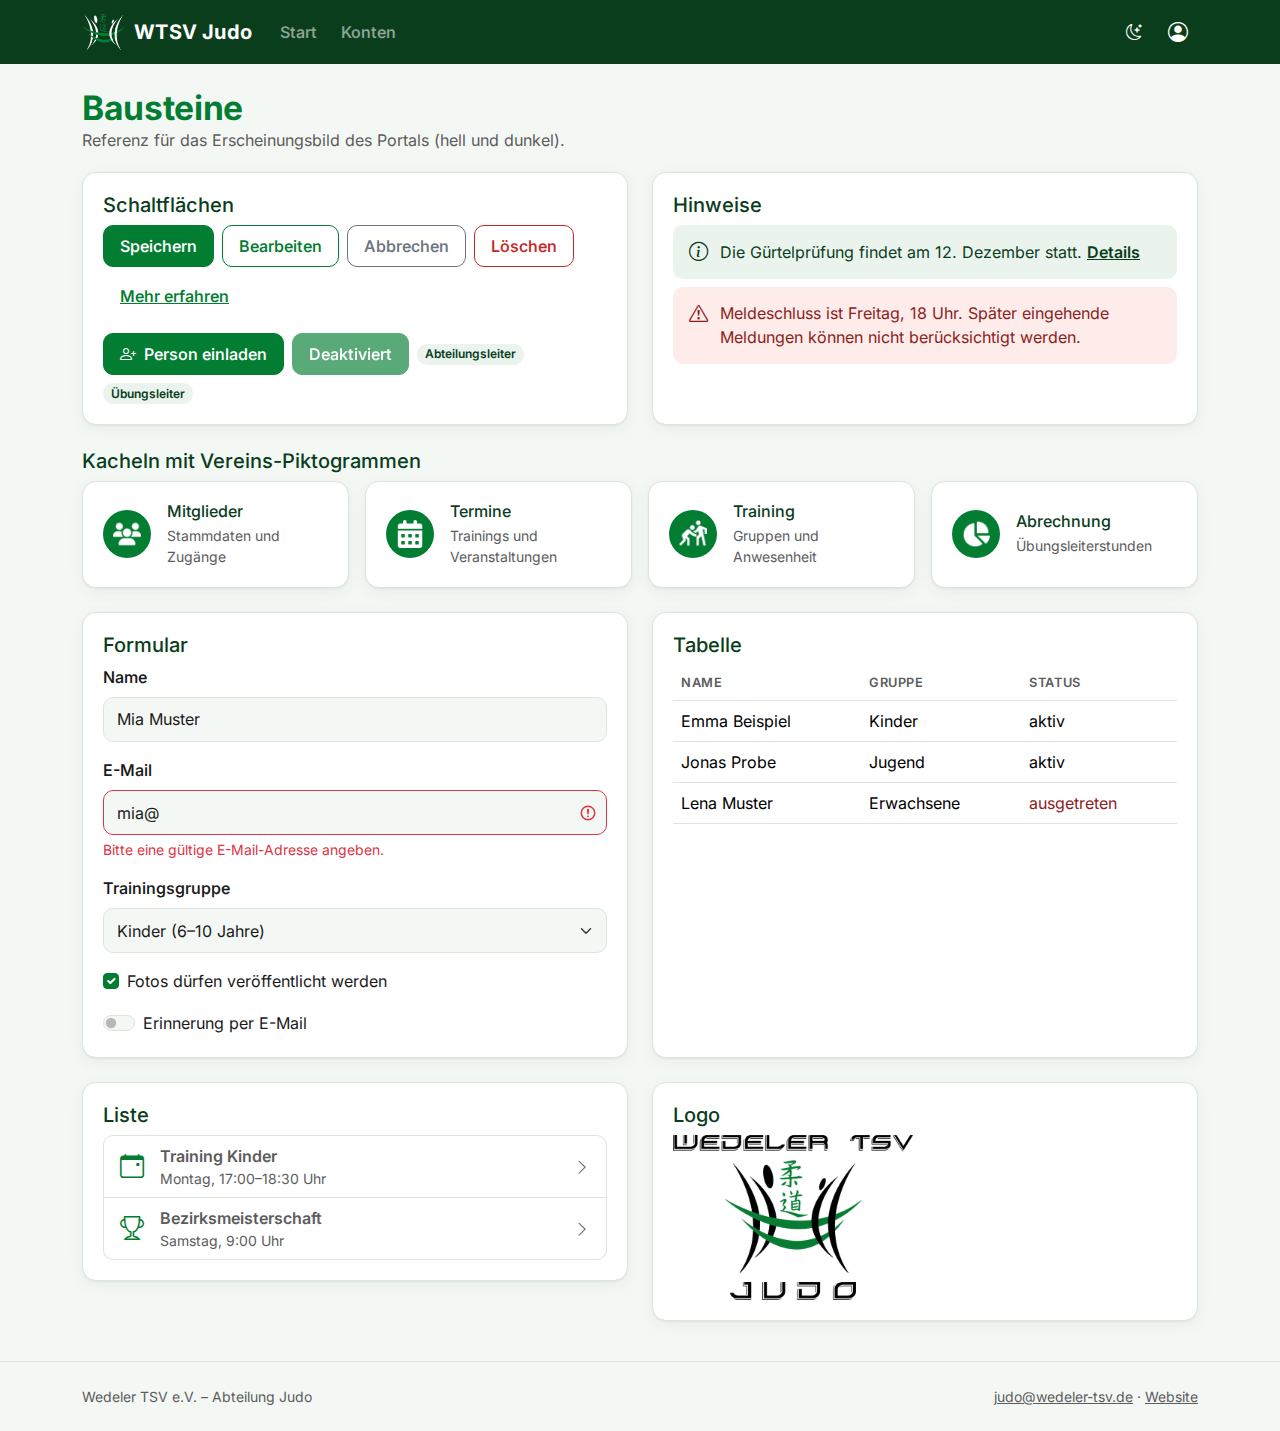 WTSV Judo
Start
Konten
Bausteine
Referenz für das Erscheinungsbild des Portals (hell und dunkel).
Schaltflächen
Speichern
Bearbeiten
Abbrechen
Löschen
Mehr erfahren
Person einladen
Deaktiviert
Abteilungsleiter
Übungsleiter
Hinweise
Die Gürtelprüfung findet am 12. Dezember statt. Details
Meldeschluss ist Freitag, 18 Uhr. Später eingehende
Meldungen können nicht berücksichtigt werden.
Kacheln mit Vereins-Piktogrammen
Mitglieder
Stammdaten und
Zugänge
Termine
Trainings und
Veranstaltungen
Training
Gruppen und
Anwesenheit
Abrechnung
Übungsleiterstunden
Formular
Name
Mia Muster
E-Mail
mia@
Bitte eine gültige E-Mail-Adresse angeben.
Trainingsgruppe
Kinder (6–10 Jahre)
Fotos dürfen veröffentlicht werden
Erinnerung per E-Mail
Tabelle
NAME GRUPPE STATUS
Emma Beispiel Kinder aktiv
Jonas Probe Jugend aktiv
Lena Muster Erwachsene ausgetreten
Liste
Training Kinder
Montag, 17:00–18:30 Uhr
Bezirksmeisterschaft
Samstag, 9:00 Uhr
Logo
WEDELER TSV
柔
道
JUDO
Wedeler TSV e.V. – Abteilung Judo
judo@wedeler-tsv.de · Website